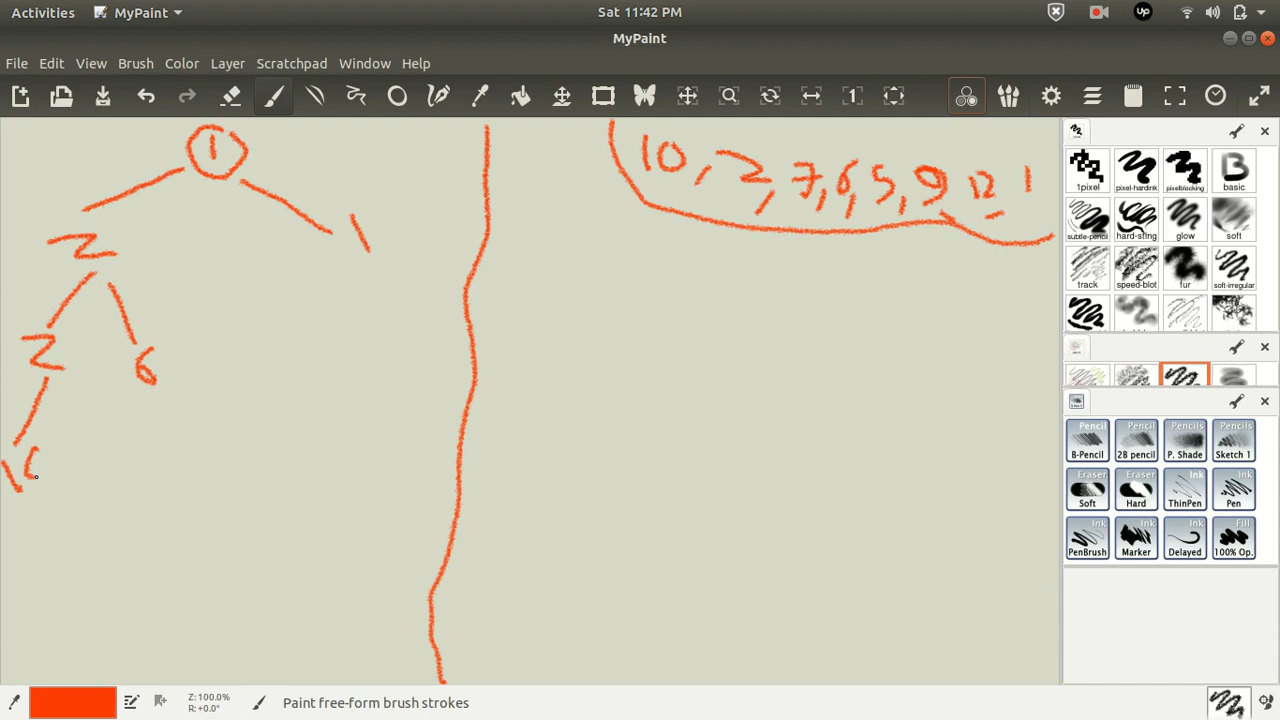 Activities MyPaint Sat 11:42 PM up
MyPaint
File Edit View Brush Color Layer Scratchpad Window Help
1
10, 2, 7, 6, 5, 9 12 1
2
2 6
1pixel pixel-hardink pixelblocking basic
subtle-pencil hard-sting glow soft
track speed-blot fur soft-irregular
Pencil Pencil Pencils Pencils
B-Pencil 2B pencil P. Shade Sketch 1
Eraser Eraser Ink Ink
Soft Hard ThinPen Pen
Ink Ink Ink Fill
PenBrush Marker Delayed 100% Op.
Z: 100.0%
R: +0.0°
Paint free-form brush strokes